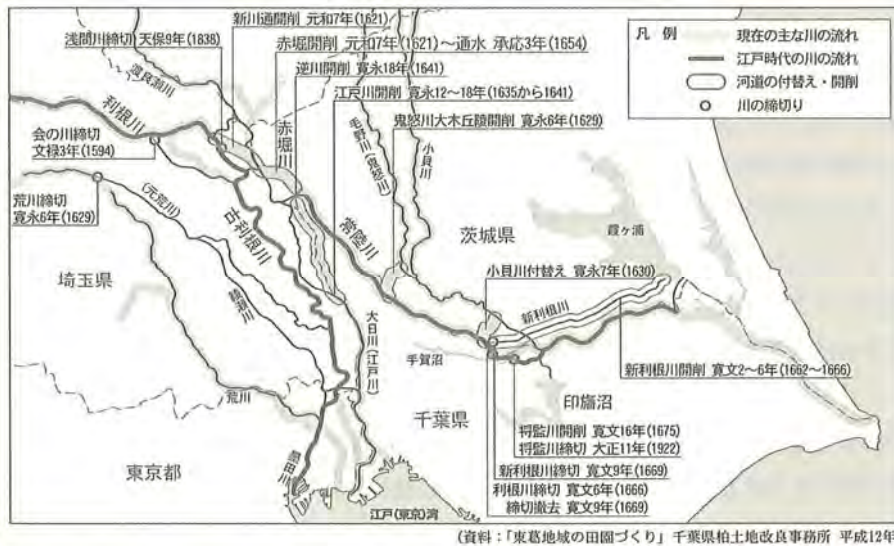 新川通開削 元和7年(1621)
浅間川締切 天保9年(1838)
赤堀開削 元和7年(1621)～通水 承応3年(1654)
逆川開削 寛永18年(1641)
江戸川開削 寛永12～18年(1635から1641)
鬼怒川大木丘陵開削 寛永6年(1629)
凡 例
現在の主な川の流れ
江戸時代の川の流れ
河道の付替え・開削
川の締切り
渡良瀬川
利根川
会の川締切
文禄3年(1594)
赤堀川
毛野川(鬼怒川)
小貝川
荒川締切
寛永6年(1629)
(元荒川)
古利根川
常陸川
茨城県
霞ヶ浦
埼玉県
綾瀬川
小貝川付替え 寛永7年(1630)
新利根川
大日川(江戸川)
手賀沼
新利根川開削 寛文2～6年(1662～1666)
荒川
印旛沼
千葉県
将監川開削 寛文16年(1675)
将監川締切 大正11年(1922)
東京都
隅田川
新利根川締切 寛文9年(1669)
利根川締切 寛文6年(1666)
締切撤去 寛文9年(1669)
江戸(東京)湾
(資料：「東葛地域の田園づくり」千葉県柏土地改良事務所 平成12年